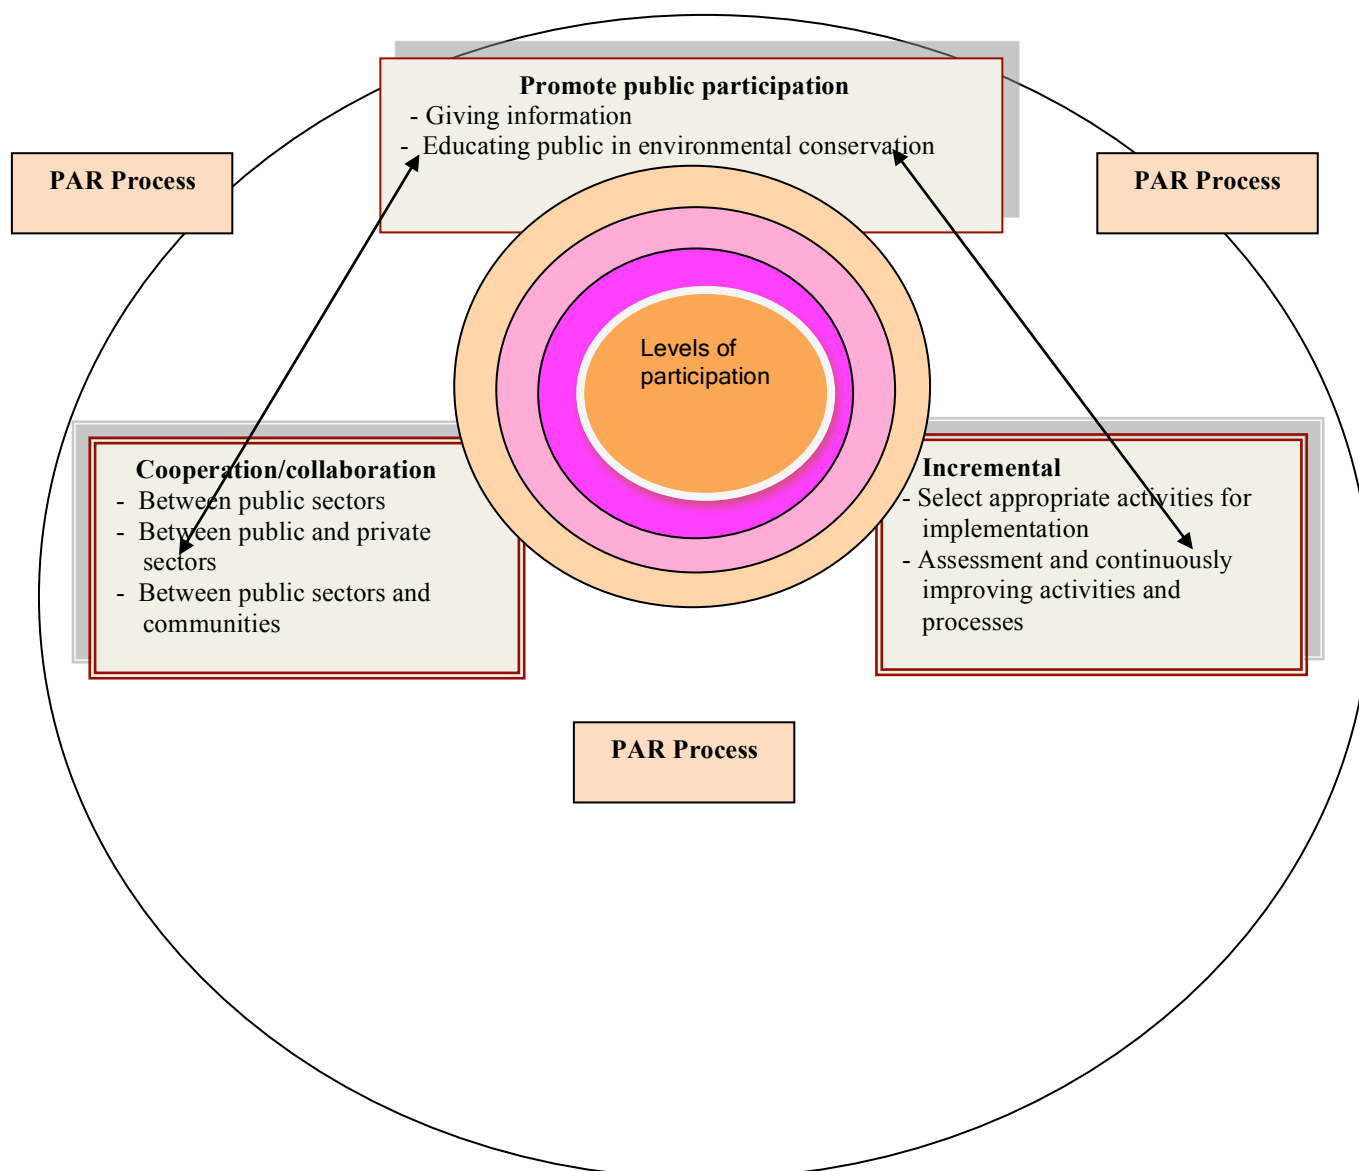 Promote public participation
- Giving information
- Educating public in environmental conservation
PAR Process
PAR Process
Levels of
participation
Cooperation/collaboration
- Between public sectors
- Between public and private
sectors
- Between public sectors and
communities
Incremental
- Select appropriate activities for
implementation
- Assessment and continuously
improving activities and
processes
PAR Process